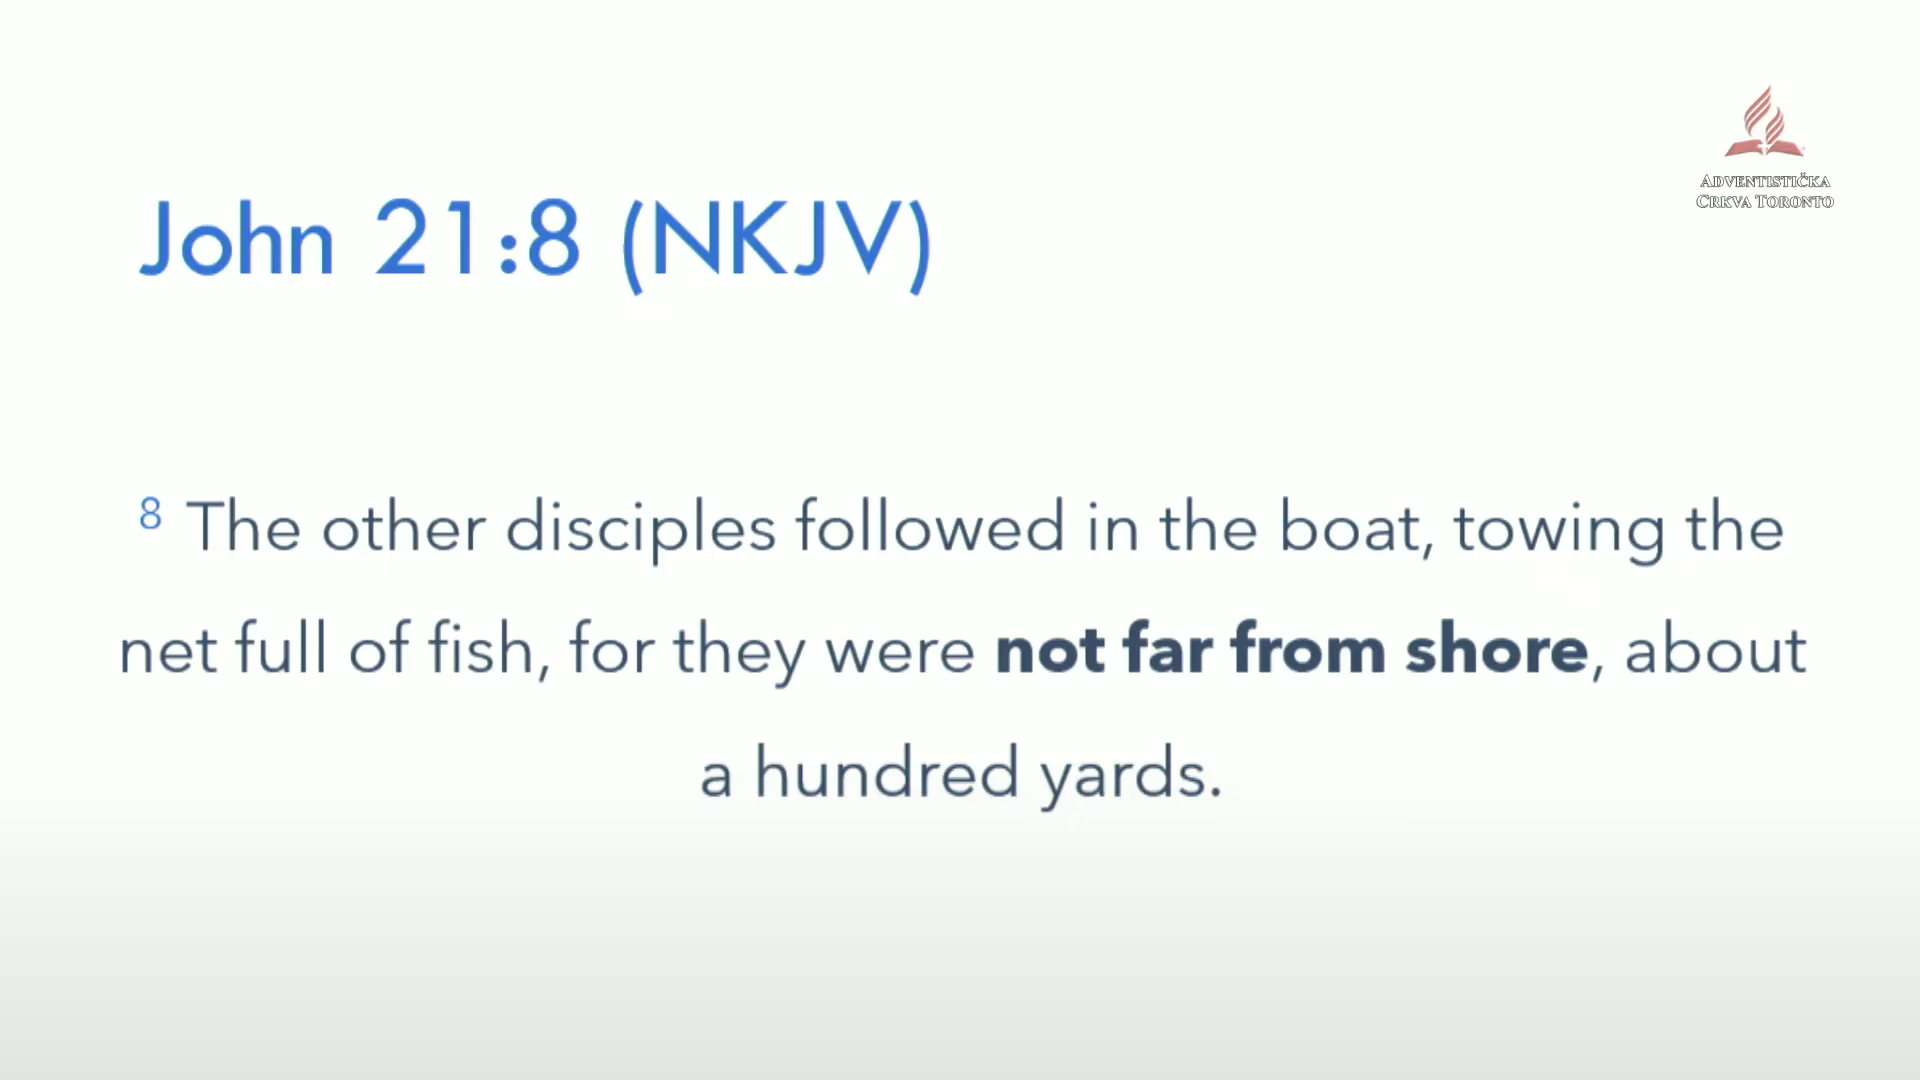 ADVENTISTIČKA
CRKVA TORONTO
John 21:8 (NKJV)
8 The other disciples followed in the boat, towing the
net full of fish, for they were not far from shore, about
a hundred yards.